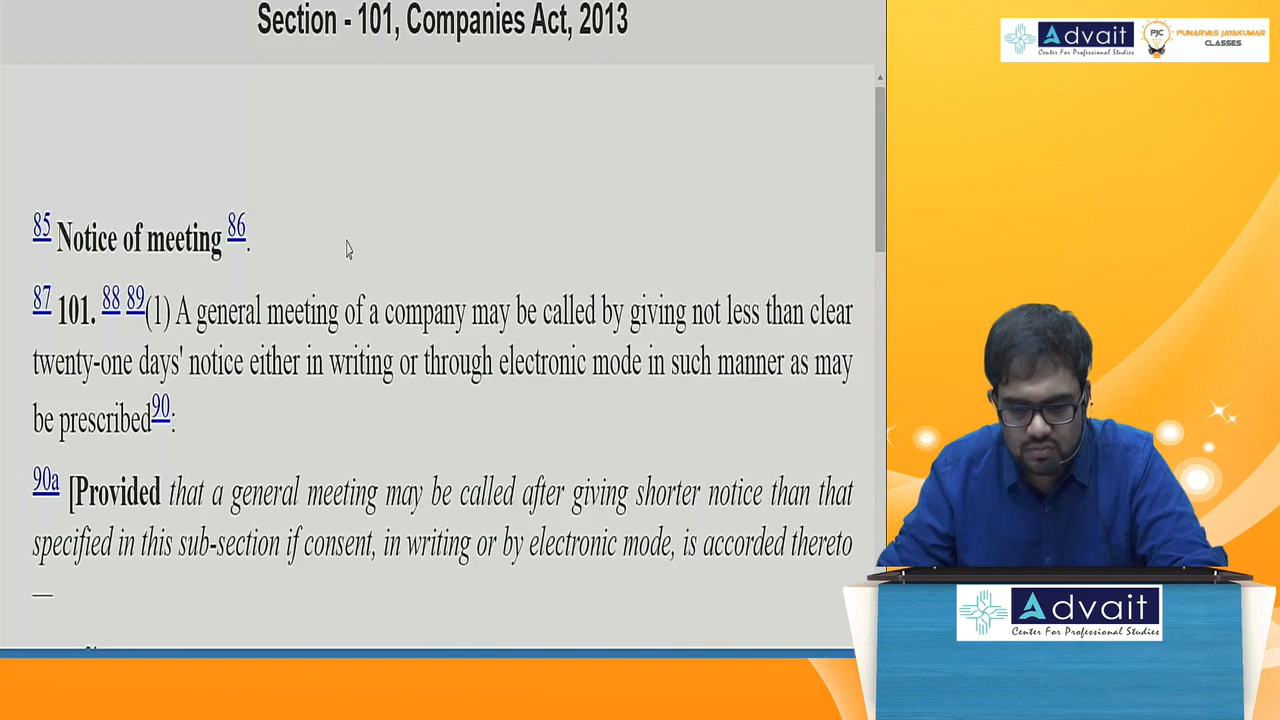 Section - 101, Companies Act, 2013
Advait
Center For Professional Studies
PJC
PUNARVAS JAYAKUMAR
CLASSES
85 Notice of meeting 86.
87 101. 88 89(1) A general meeting of a company may be called by giving not less than clear
twenty-one days' notice either in writing or through electronic mode in such manner as may
be prescribed90:
90a [Provided that a general meeting may be called after giving shorter notice than that
specified in this sub-section if consent, in writing or by electronic mode, is accorded thereto
—
Advait
Center For Professional Studies